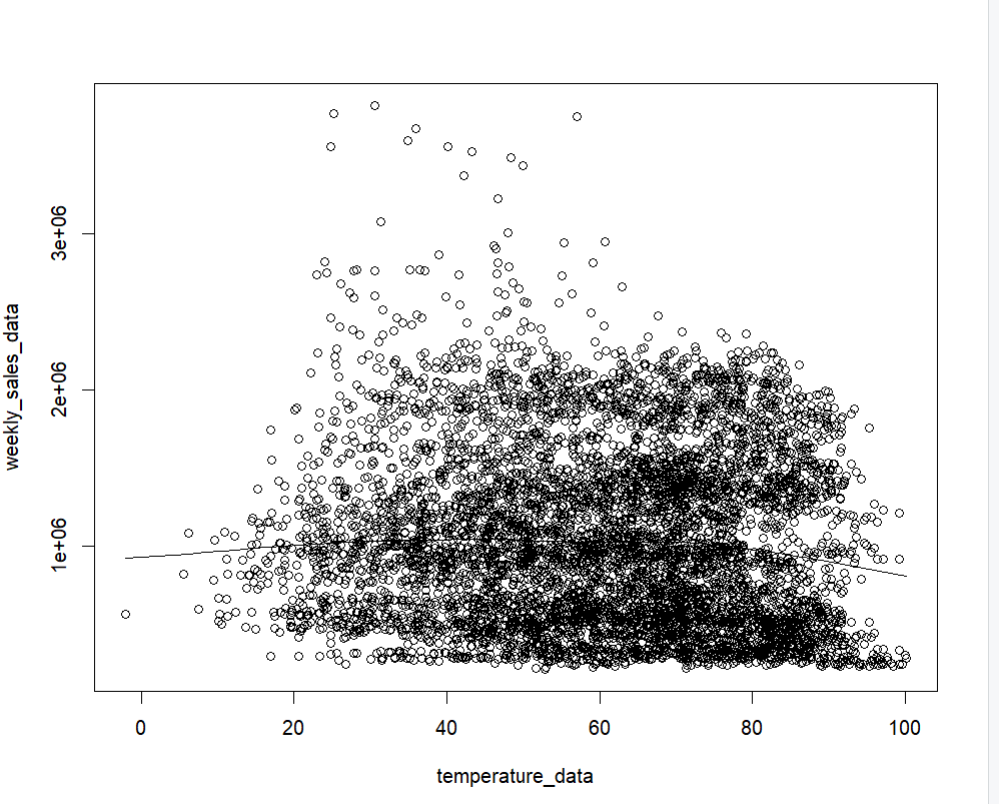 weekly_sales_data
3e+06
2e+06
1e+06
0 20 40 60 80 100
temperature_data